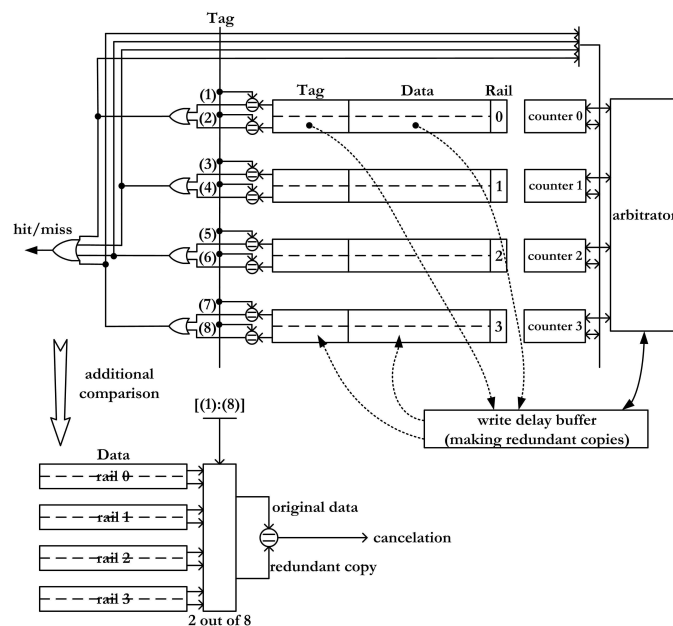 Tag
Tag Data Rail
(1)
(2)
0
counter 0
(3)
(4)
1
counter 1
arbitrator
hit/miss
(5)
(6)
2
counter 2
(7)
(8)
3
counter 3
additional
comparison
[(1):(8)]
write delay buffer
(making redundant copies)
Data
rail 0
rail 1
rail 2
rail 3
original data
cancelation
redundant copy
2 out of 8